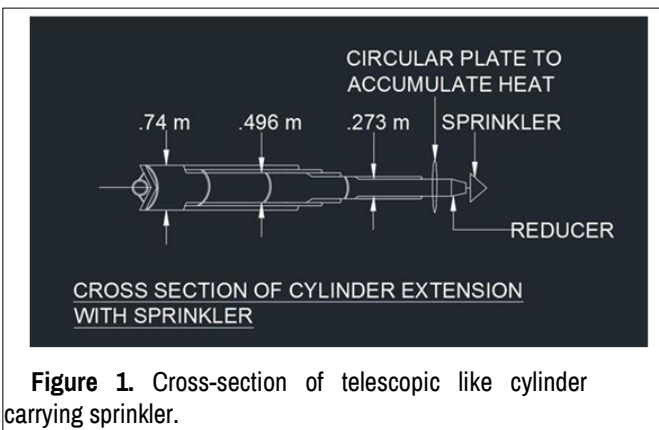 CIRCULAR PLATE TO
ACCUMULATE HEAT
.74 m
.496 m
.273 m
SPRINKLER
REDUCER
CROSS SECTION OF CYLINDER EXTENSION
WITH SPRINKLER
Figure 1. Cross-section of telescopic like cylinder
carrying sprinkler.